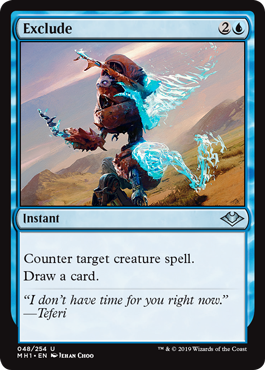 Exclude 2
Instant
Counter target creature spell.
Draw a card.
“I don’t have time for you right now.”
—Teferi
048/254 U
MH1 • EN Jehan Choo
™ & © 2019 Wizards of the Coast